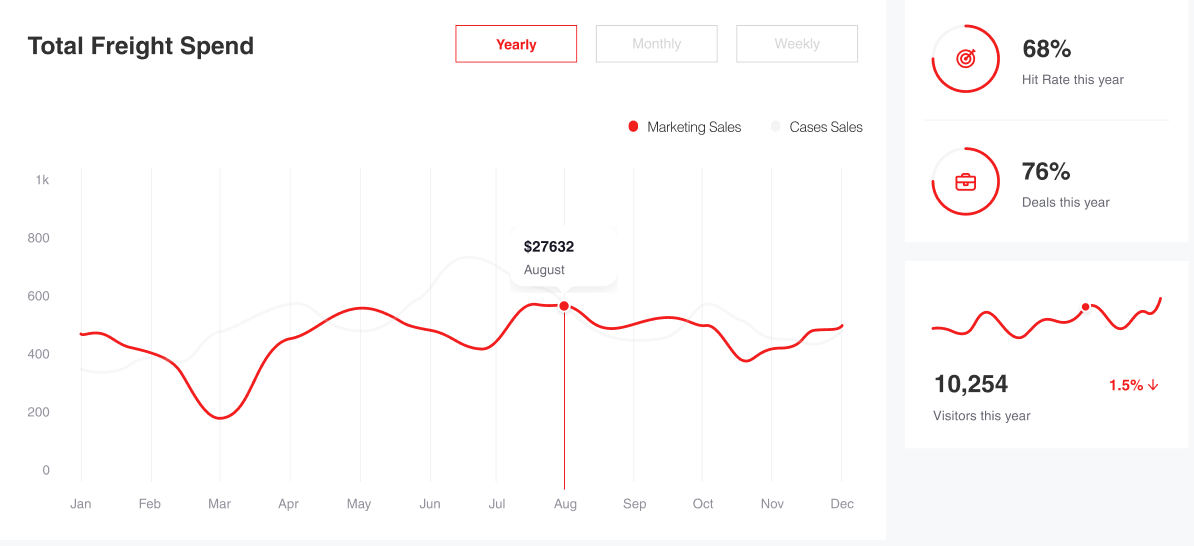 Total Freight Spend
Yearly
Monthly
Weekly
Marketing Sales
Cases Sales
1k
800
600
400
200
0
$27632
August
Jan
Feb
Mar
Apr
May
Jun
Jul
Aug
Sep
Oct
Nov
Dec
68%
Hit Rate this year
76%
Deals this year
10,254
1.5%
Visitors this year